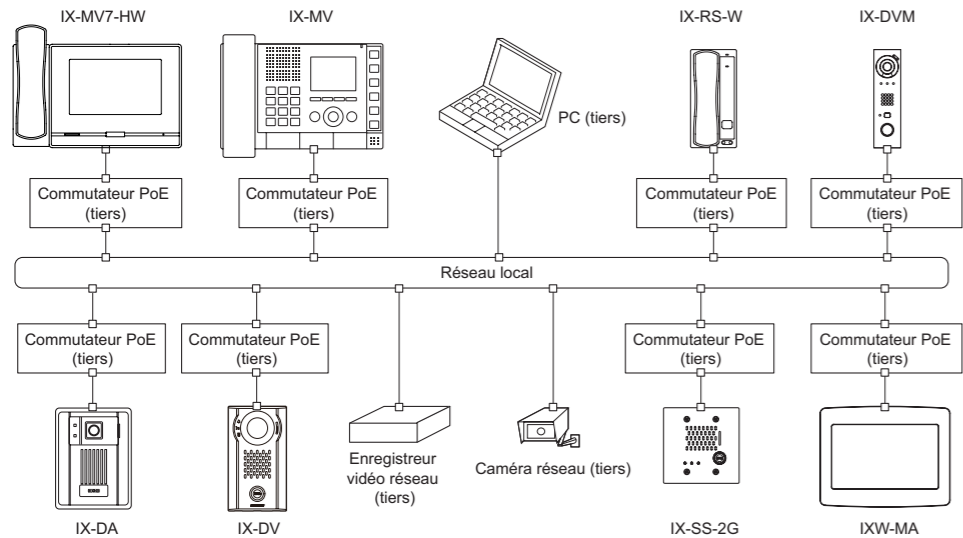 IX-MV7-HW
IX-MV
IX-RS-W
IX-DVM
PC (tiers)
Commutateur PoE
(tiers)
Commutateur PoE
(tiers)
Commutateur PoE
(tiers)
Commutateur PoE
(tiers)
Réseau local
Commutateur PoE
(tiers)
Commutateur PoE
(tiers)
Commutateur PoE
(tiers)
Commutateur PoE
(tiers)
Enregistreur
vidéo réseau
(tiers)
Caméra réseau (tiers)
IX-DA
IX-DV
IX-SS-2G
IXW-MA